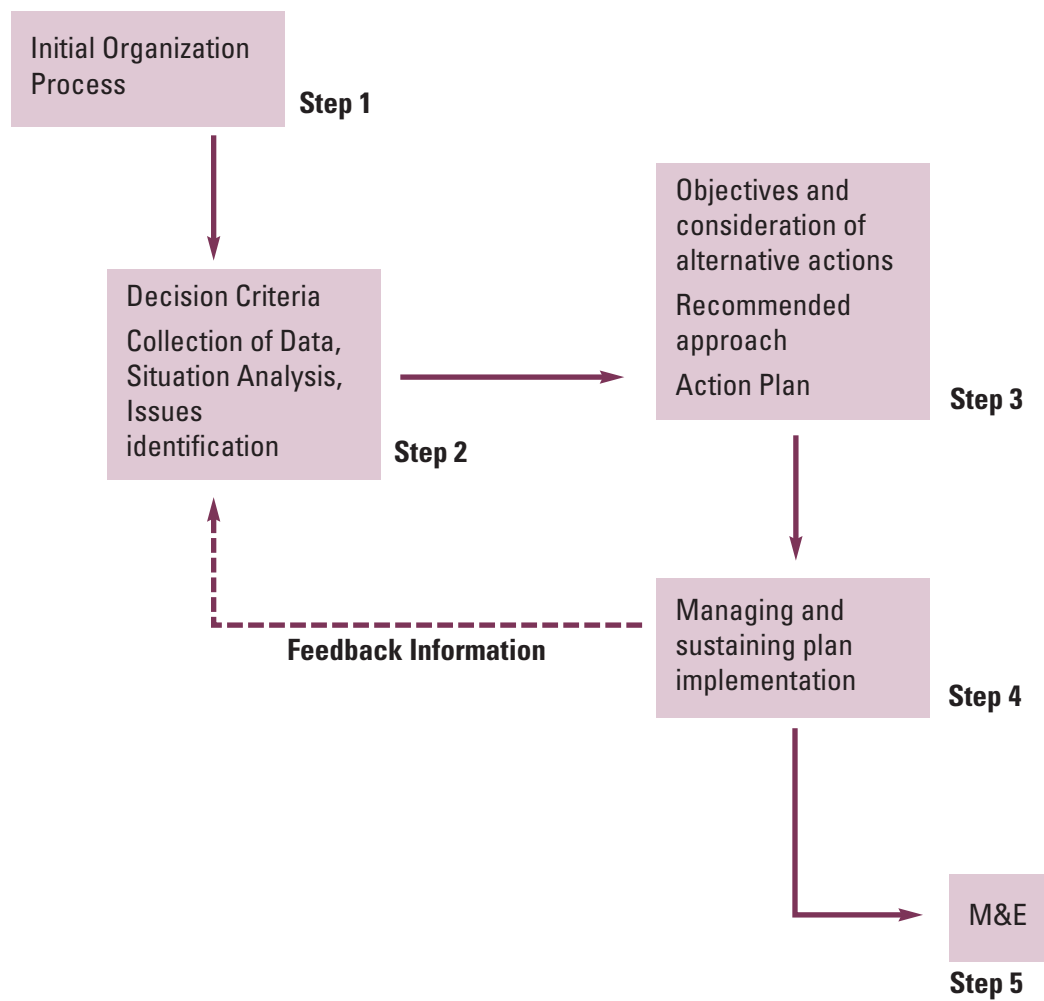 Initial Organization
Process
Step 1
Decision Criteria
Collection of Data,
Situation Analysis,
Issues
identification
Step 2
Objectives and
consideration of
alternative actions
Recommended
approach
Action Plan
Step 3
Managing and
sustaining plan
implementation
Step 4
Feedback Information
M&E
Step 5